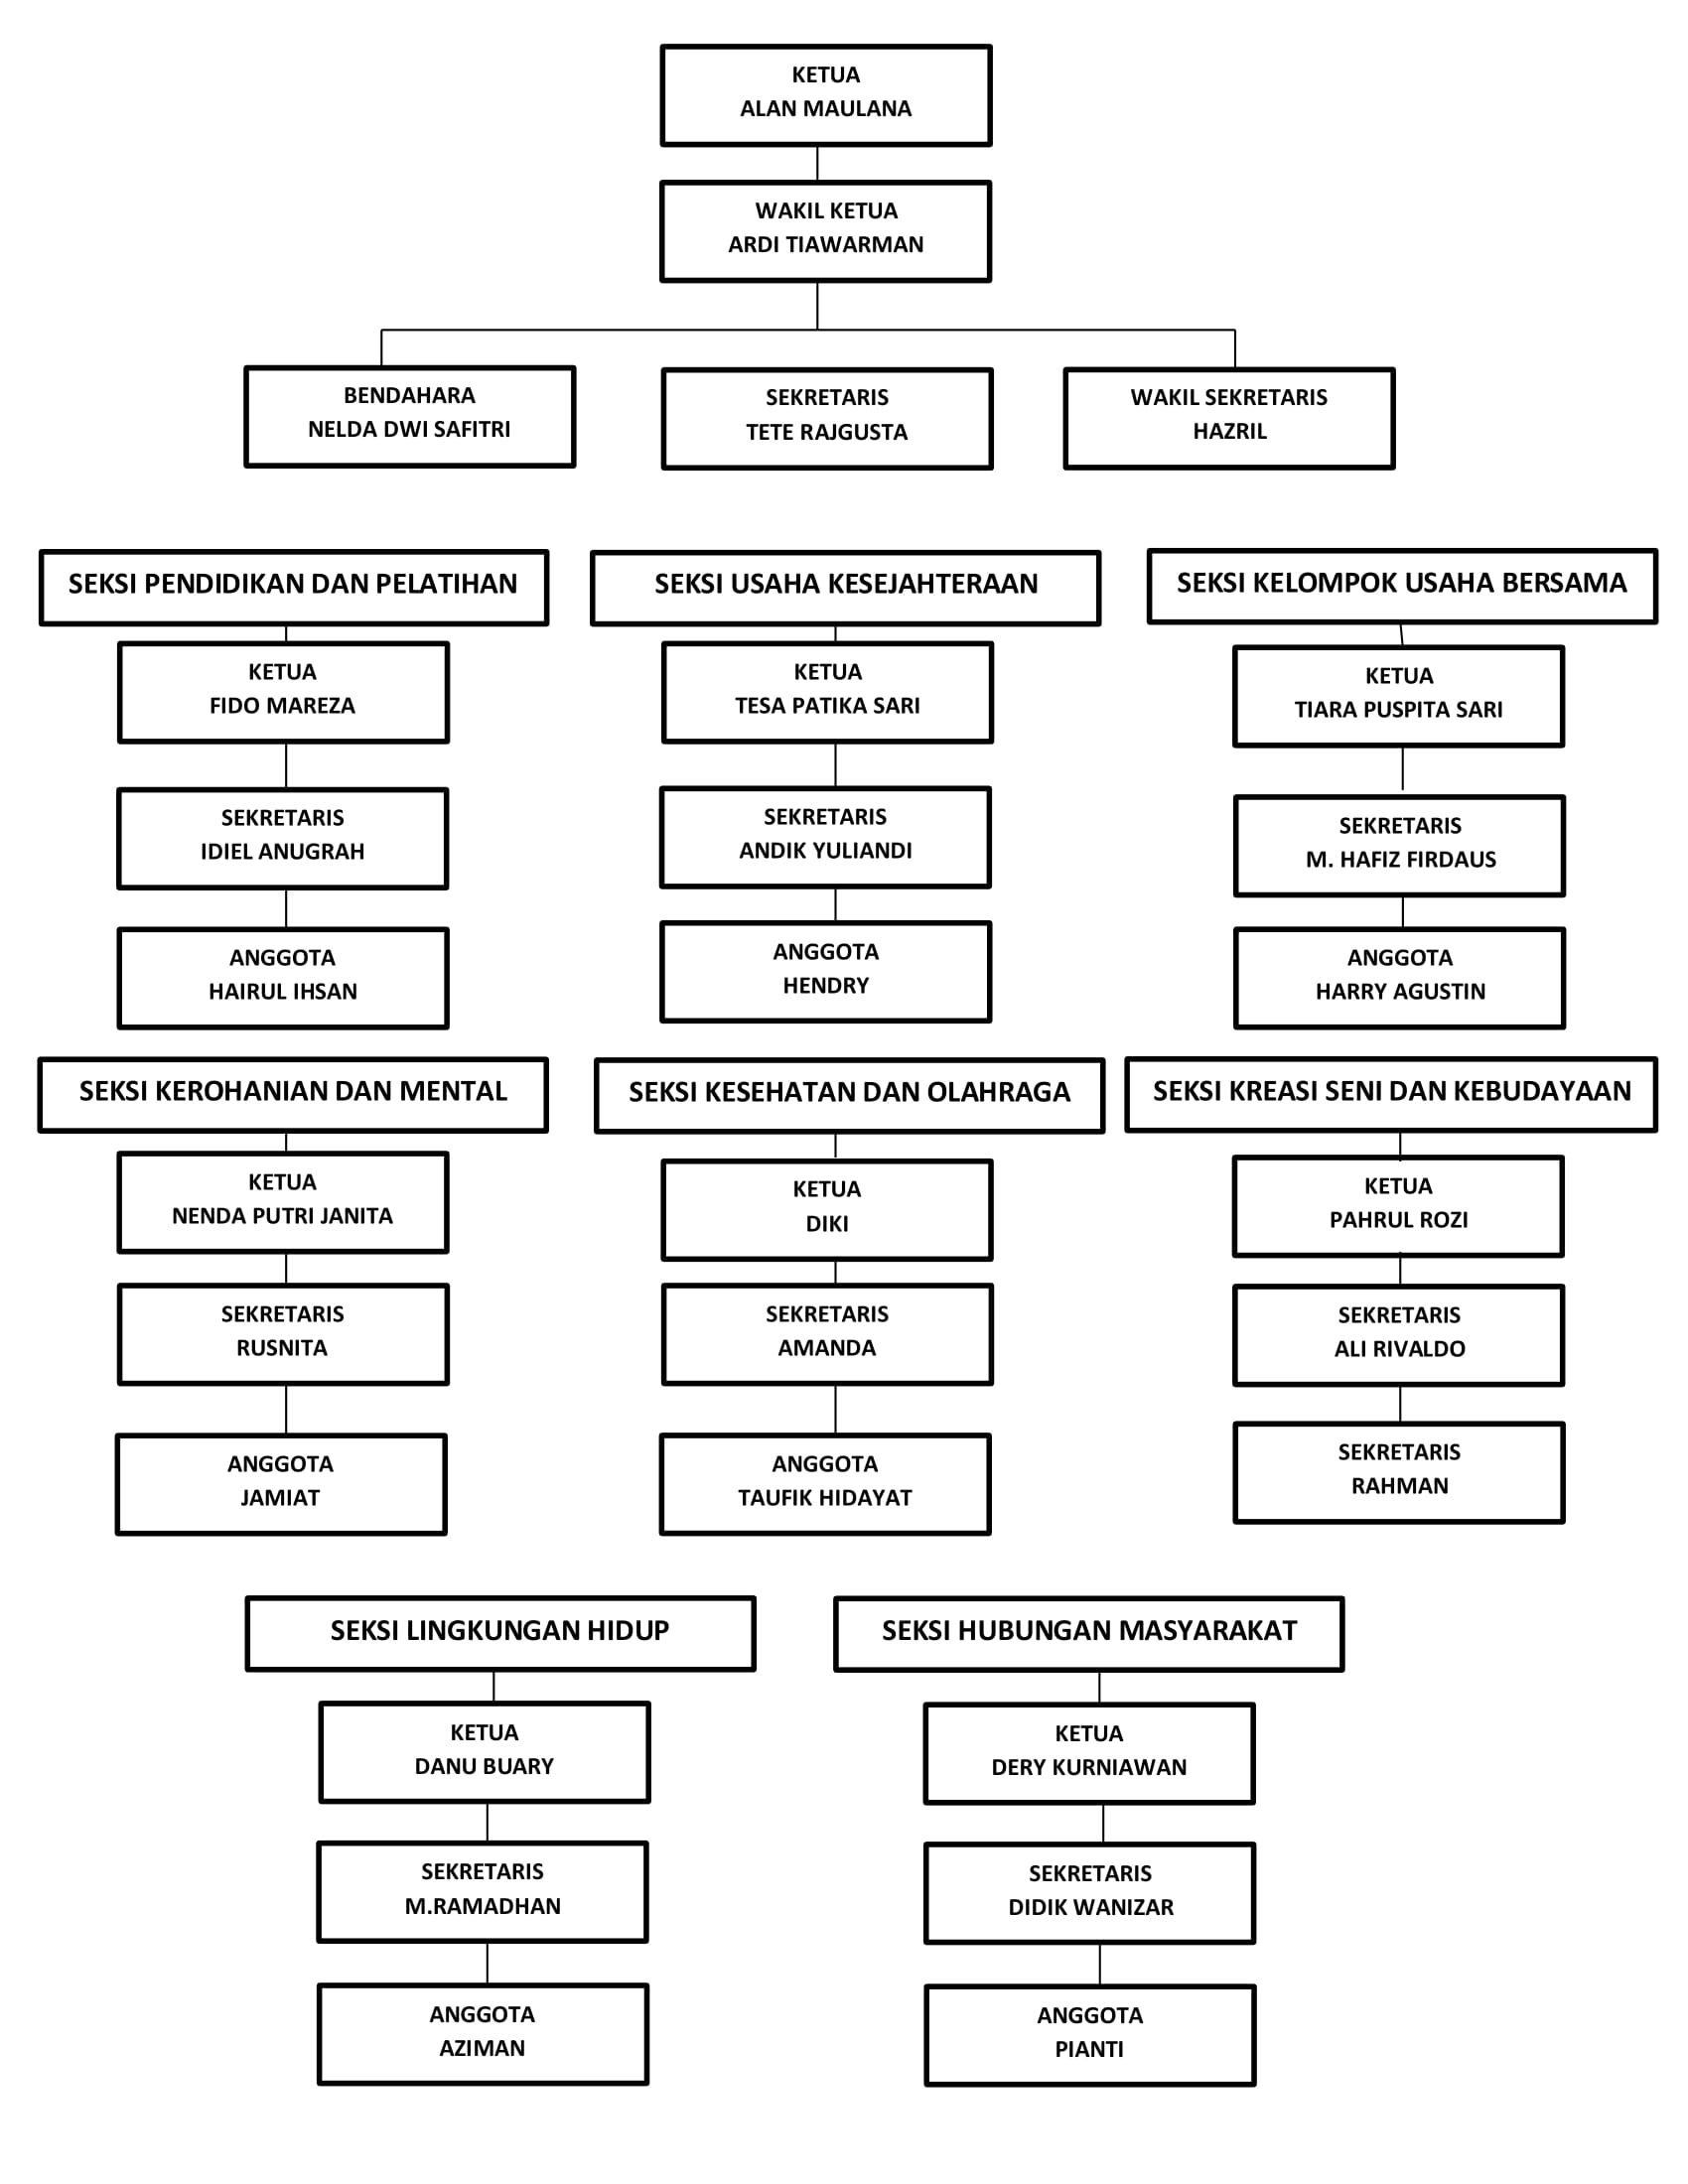 KETUA
ALAN MAULANA
WAKIL KETUA
ARDI TIAWARMAN
BENDAHARA
NELDA DWI SAFITRI
SEKRETARIS
TETE RAJGUSTA
WAKIL SEKRETARIS
HAZRIL
SEKSI PENDIDIKAN DAN PELATIHAN
KETUA
FIDO MAREZA
SEKRETARIS
IDIEL ANUGRAH
ANGGOTA
HAIRUL IHSAN
SEKSI USAHA KESEJAHTERAAN
KETUA
TESA PATIKA SARI
SEKRETARIS
ANDIK YULIANDI
ANGGOTA
HENDRY
SEKSI KELOMPOK USAHA BERSAMA
KETUA
TIARA PUSPITA SARI
SEKRETARIS
M. HAFIZ FIRDAUS
ANGGOTA
HARRY AGUSTIN
SEKSI KEROHANIAN DAN MENTAL
KETUA
NENDA PUTRI JANITA
SEKRETARIS
RUSNITA
ANGGOTA
JAMIAT
SEKSI KESEHATAN DAN OLAHRAGA
KETUA
DIKI
SEKRETARIS
AMANDA
ANGGOTA
TAUFIK HIDAYAT
SEKSI KREASI SENI DAN KEBUDAYAAN
KETUA
PAHRUL ROZI
SEKRETARIS
ALI RIVALDO
SEKRETARIS
RAHMAN
SEKSI LINGKUNGAN HIDUP
KETUA
DANU BUARY
SEKRETARIS
M.RAMADHAN
ANGGOTA
AZIMAN
SEKSI HUBUNGAN MASYARAKAT
KETUA
DERY KURNIAWAN
SEKRETARIS
DIDIK WANIZAR
ANGGOTA
PIANTI